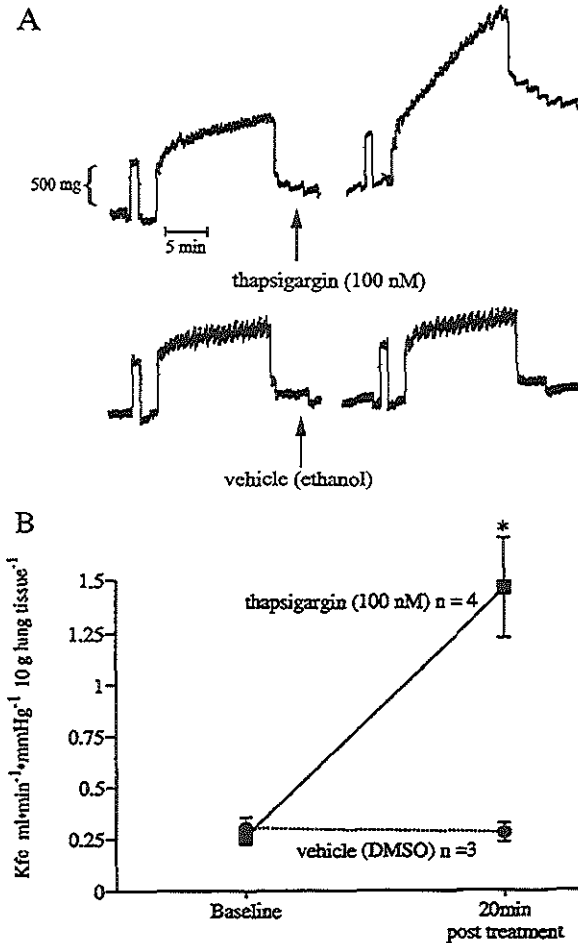 A
500 mg
5 min
thapsigargin (100 nM)
vehicle (ethanol)
B
*
1.5
1.25
1
0.75
0.5
0.25
0
Kfc ml•min⁻¹•mmHg⁻¹ 10 g lung tissue⁻¹
thapsigargin (100 nM) n = 4
vehicle (DMSO) n =3
Baseline
20min
post treatment